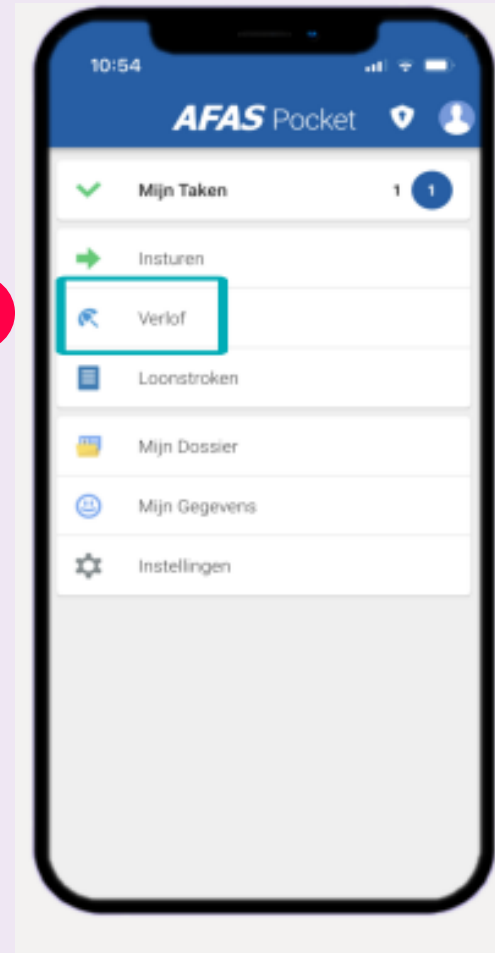 10:54
AFAS Pocket
Mijn Taken 1 1
Insturen
Verlof
Loonstroken
Mijn Dossier
Mijn Gegevens
Instellingen